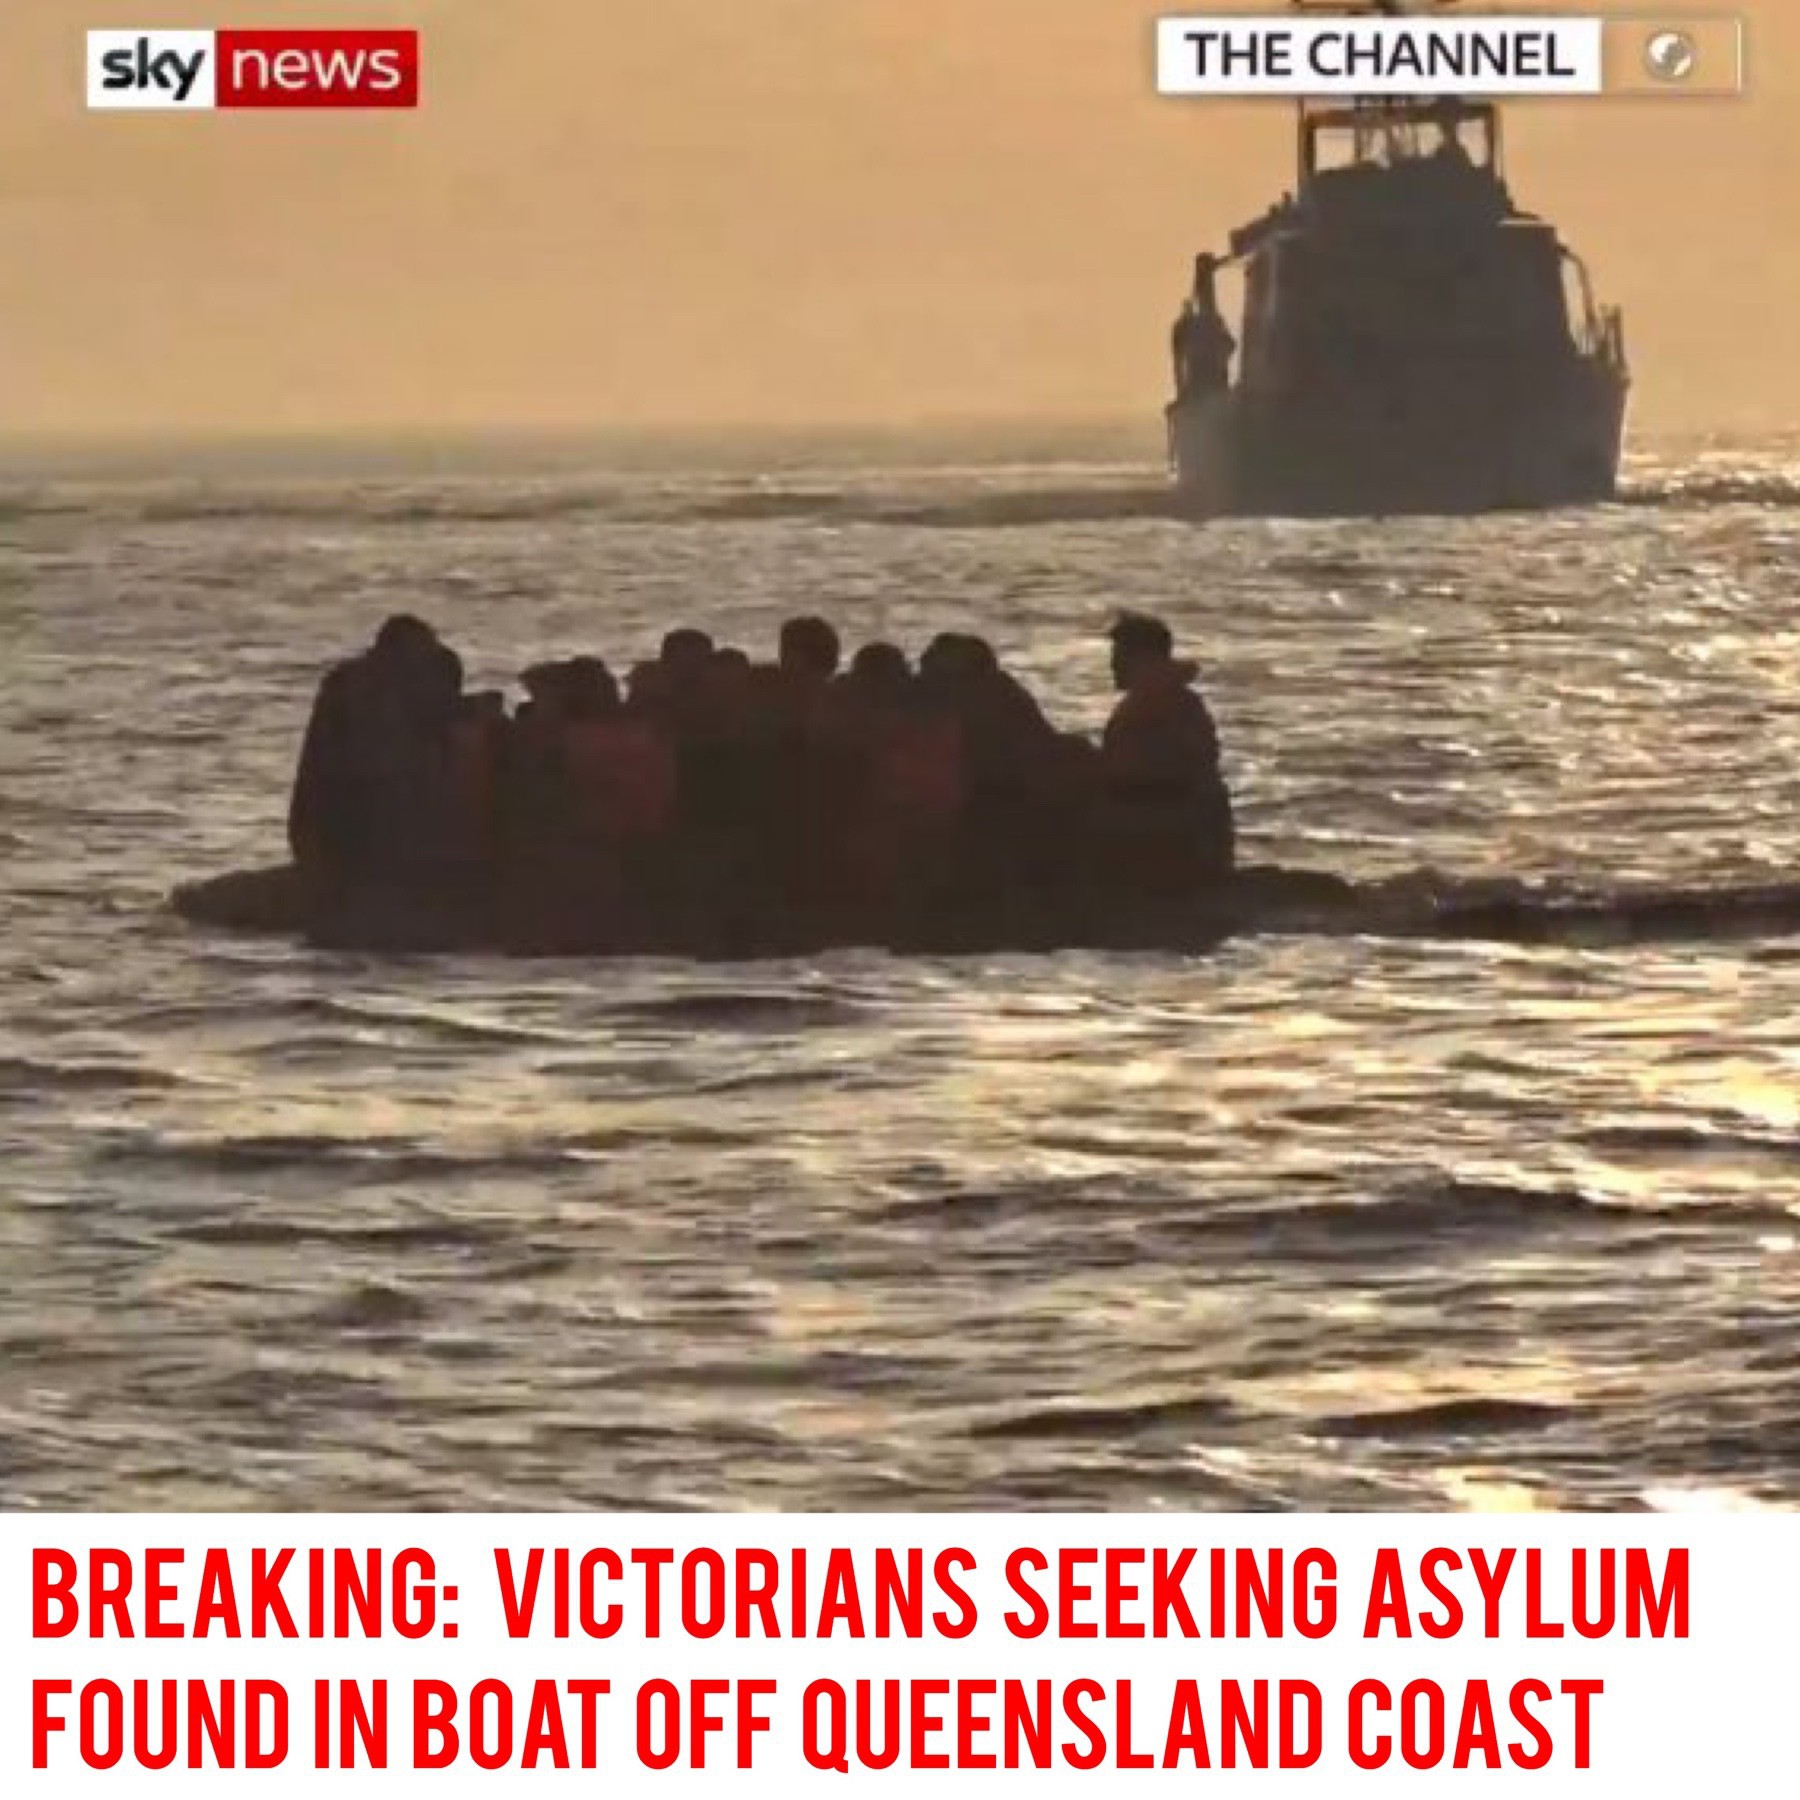 sky news
THE CHANNEL
BREAKING: VICTORIANS SEEKING ASYLUM
FOUND IN BOAT OFF QUEENSLAND COAST